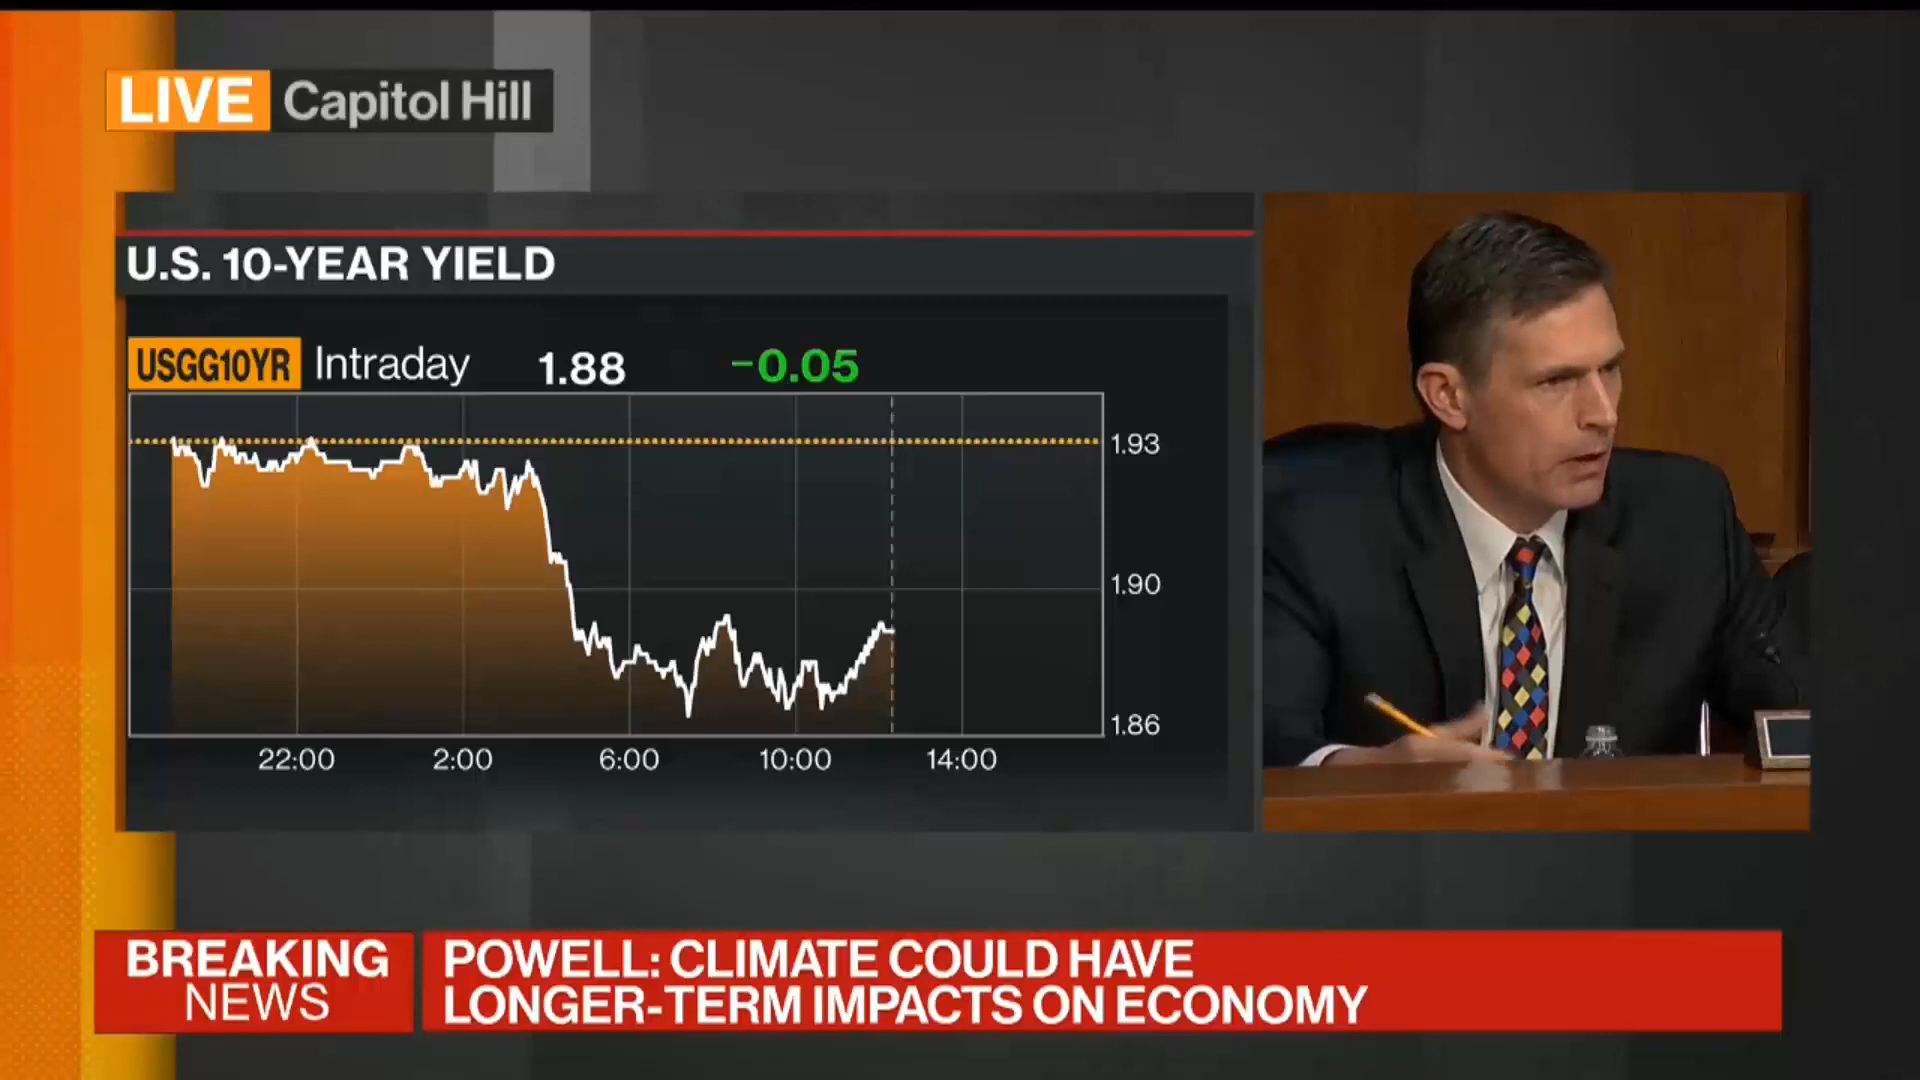 LIVE Capitol Hill
U.S. 10-YEAR YIELD
USGG10YR Intraday 1.88 -0.05
1.93
1.90
1.86
22:00 2:00 6:00 10:00 14:00
BREAKING
NEWS
POWELL: CLIMATE COULD HAVE
LONGER-TERM IMPACTS ON ECONOMY